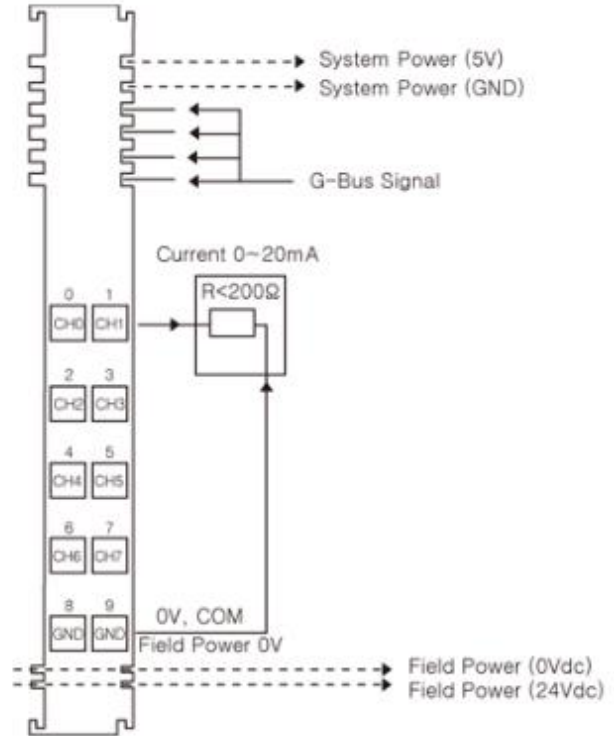 System Power (5V)
System Power (GND)
G-Bus Signal
Current 0~20mA
R<200Ω
0 1
CH0 CH1
2 3
CH2 CH3
4 5
CH4 CH5
6 7
CH6 CH7
8 9
GND GND
0V, COM
Field Power 0V
Field Power (0Vdc)
Field Power (24Vdc)